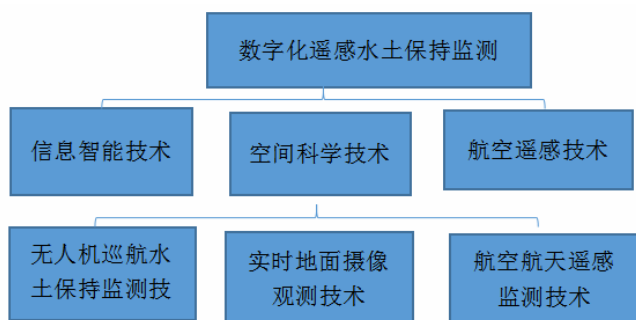 数字化遥感水土保持监测
信息智能技术
空间科学技术
航空遥感技术
无人机巡航水
土保持监测技
实时地面摄像
观测技术
航空航天遥感
监测技术